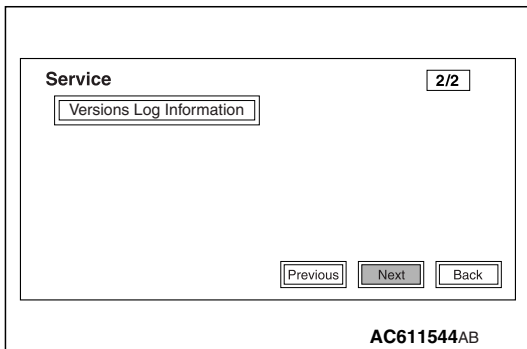 Service 2/2
Versions Log Information
Previous Next Back
AC611544AB